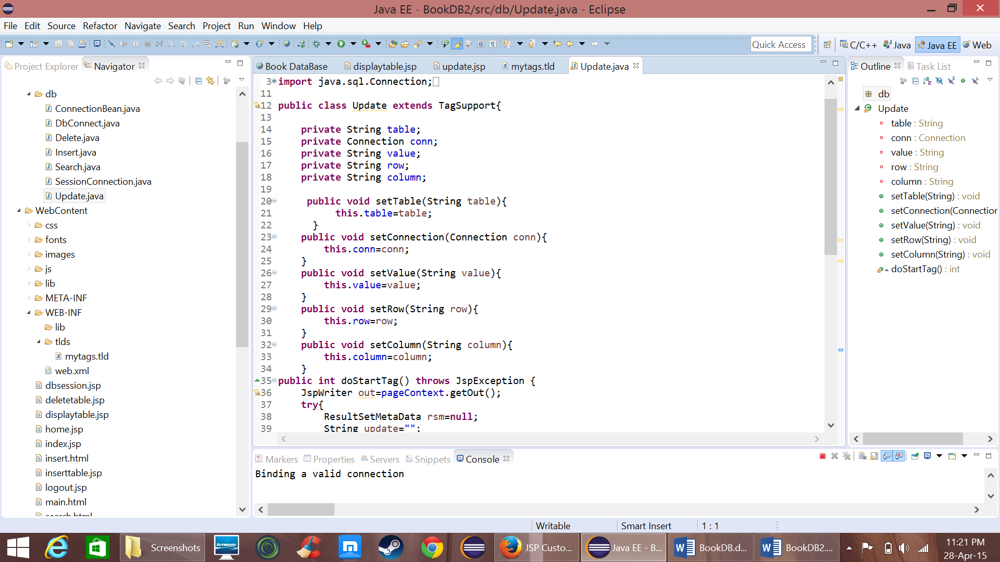 Java EE - BookDB2/src/db/Update.java - Eclipse
File Edit Source Refactor Navigate Search Project Run Window Help
Quick Access
C/C++ Java Java EE Web
Project Explorer Navigator
db
ConnectionBean.java
DbConnect.java
Delete.java
Insert.java
Search.java
SessionConnection.java
Update.java
WebContent
css
fonts
images
js
lib
META-INF
WEB-INF
lib
tlds
mytags.tld
web.xml
dbsession.jsp
deletetable.jsp
displaytable.jsp
home.jsp
index.jsp
insert.html
inserttable.jsp
logout.jsp
main.html
search.html
Book DataBase displaytable.jsp update.jsp mytags.tld Update.java
3 import java.sql.Connection;
11
12 public class Update extends TagSupport{
13
14 private String table;
15 private Connection conn;
16 private String value;
17 private String row;
18 private String column;
19
20 public void setTable(String table){
21 this.table=table;
22 }
23 public void setConnection(Connection conn){
24 this.conn=conn;
25 }
26 public void setValue(String value){
27 this.value=value;
28 }
29 public void setRow(String row){
30 this.row=row;
31 }
32 public void setColumn(String column){
33 this.column=column;
34 }
35 public int doStartTag() throws JspException {
36 JspWriter out=pageContext.getOut();
37 try{
38 ResultSetMetaData rsm=null;
39 String update="";
Outline Task List
db
Update
table : String
conn : Connection
value : String
row : String
column : String
setTable(String) : void
setConnection(Connection
setValue(String) : void
setRow(String) : void
setColumn(String) : void
doStartTag() : int
Markers Properties Servers Snippets Console
Binding a valid connection
Writable Smart Insert 1 : 1
Screenshots
lenovo
JSP Custo...
Java EE - B...
BookDB.d...
BookDB2....
11:21 PM
28-Apr-15